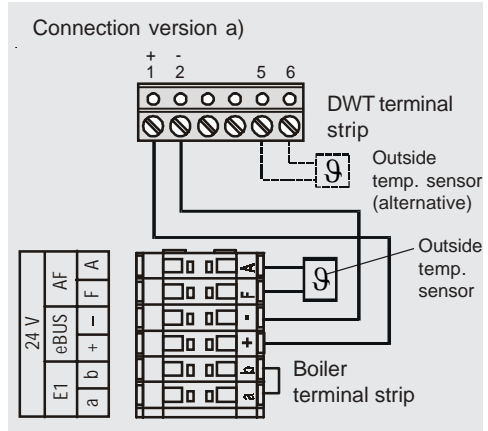 Connection version a)
+ -
1 2 5 6
DWT terminal
strip
ϑ
Outside
temp. sensor
(alternative)
Outside
temp.
sensor
ϑ
24 V
AF
eBUS
E1
A
F
-
+
b
a
A
F
-
+
b
a
Boiler
terminal strip